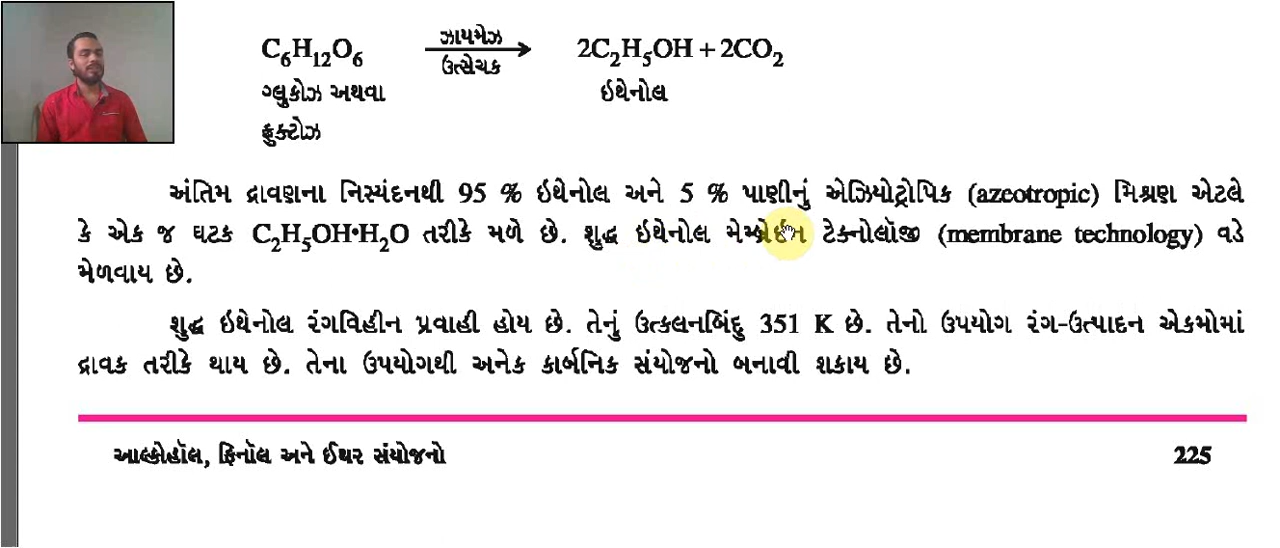 C₆H₁₂O₆ ઝાયમેઝ ઉત્સેચક → 2C₂H₅OH + 2CO₂
ગ્લુકોઝ અથવા ઇથેનોલ
ફ્રુક્ટોઝ
અંતિમ દ્રાવણના નિસ્યંદનથી 95 % ઇથેનોલ અને 5 % પાણીનું એઝિયોટ્રોપિક (azeotropic) મિશ્રણ એટલે
કે એક જ ઘટક C₂H₅OH•H₂O તરીકે મળે છે. શુદ્ધ ઇથેનોલ મેમ્બ્રેઈન ટેક્નોલૉજી (membrane technology) વડે
મેળવાય છે.
શુદ્ધ ઇથેનોલ રંગવિહીન પ્રવાહી હોય છે. તેનું ઉત્કલનબિંદુ 351 K છે. તેનો ઉપયોગ રંગ-ઉત્પાદન એકમોમાં
દ્રાવક તરીકે થાય છે. તેના ઉપયોગથી અનેક કાર્બનિક સંયોજનો બનાવી શકાય છે.
આલ્કોહૉલ, ફિનૉલ અને ઈથર સંયોજનો 225